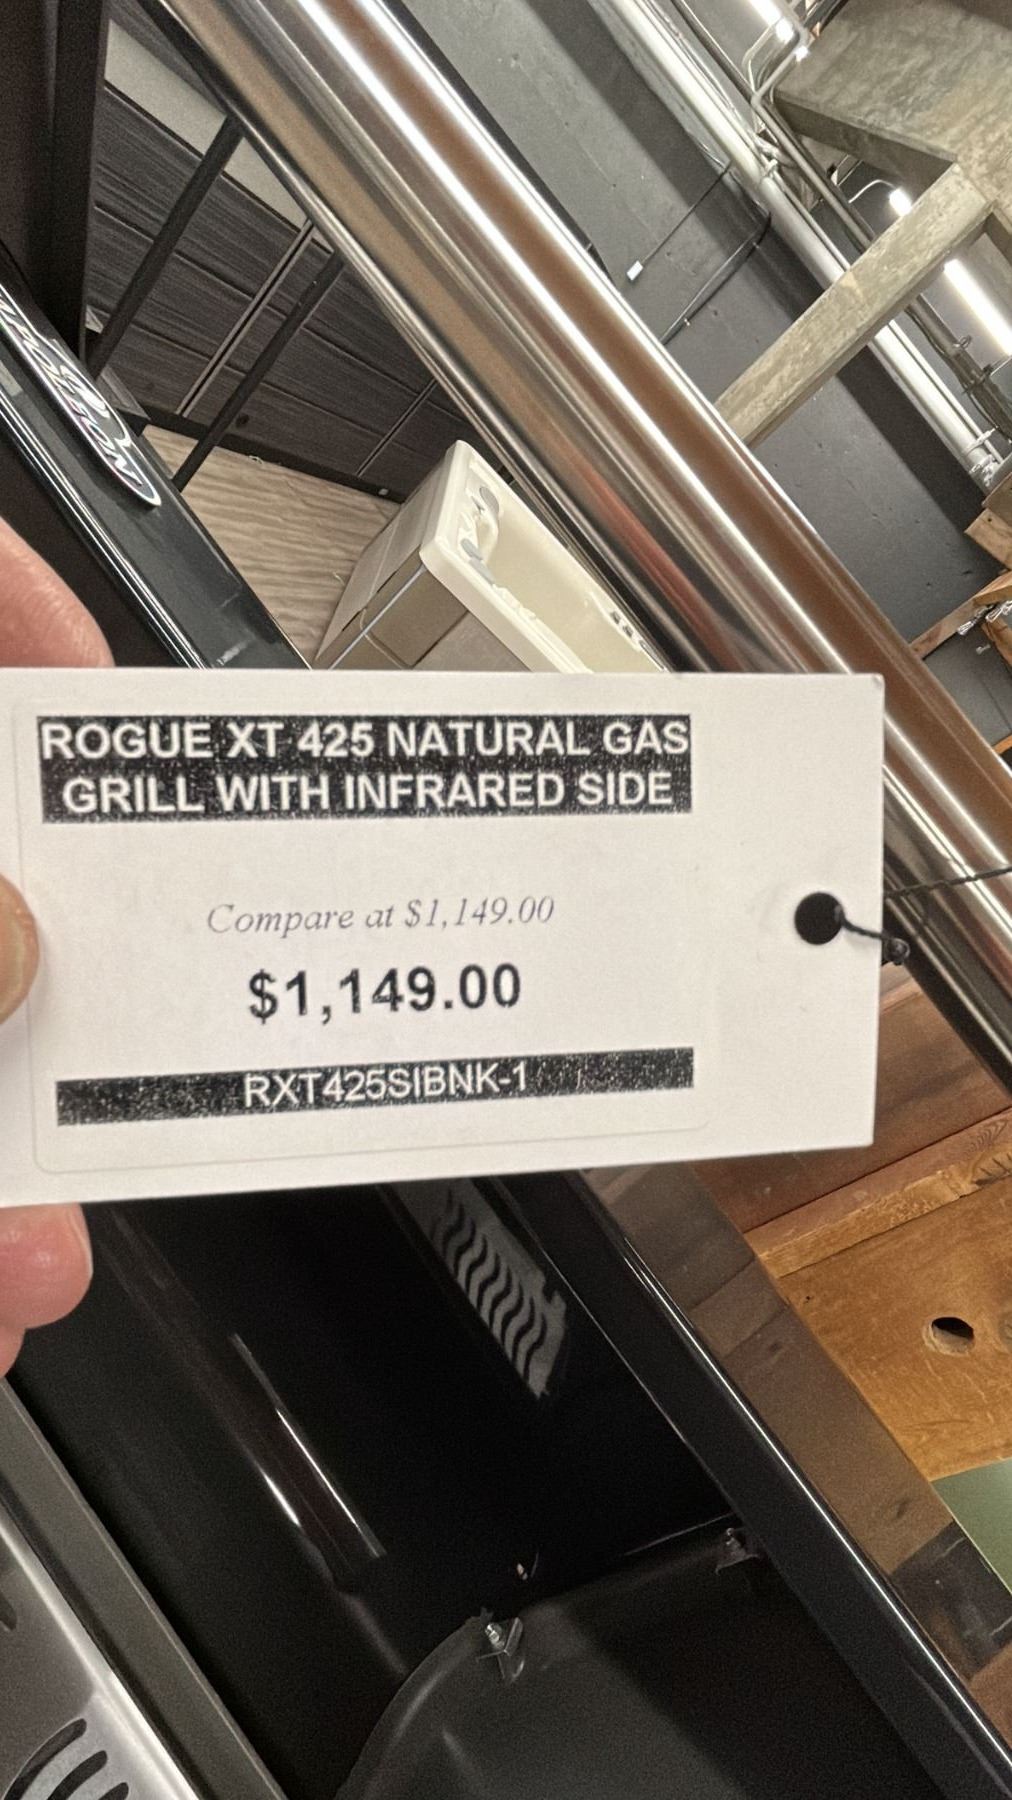 ROGUE XT 425 NATURAL GAS
GRILL WITH INFRARED SIDE
Compare at $1,149.00
$1,149.00
RXT425SIBNK-1